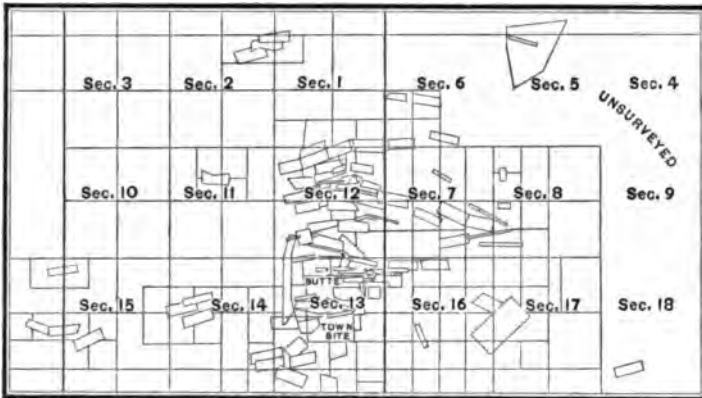 Sec. 3
Sec. 2
Sec. 1
Sec. 6
Sec. 5
Sec. 4
UNSURVEYED
Sec. 10
Sec. 11
Sec. 12
Sec. 7
Sec. 8
Sec. 9
BUTTE
Sec. 15
Sec. 14
Sec. 13
Sec. 16
Sec. 17
Sec. 18
TOWN
SITE